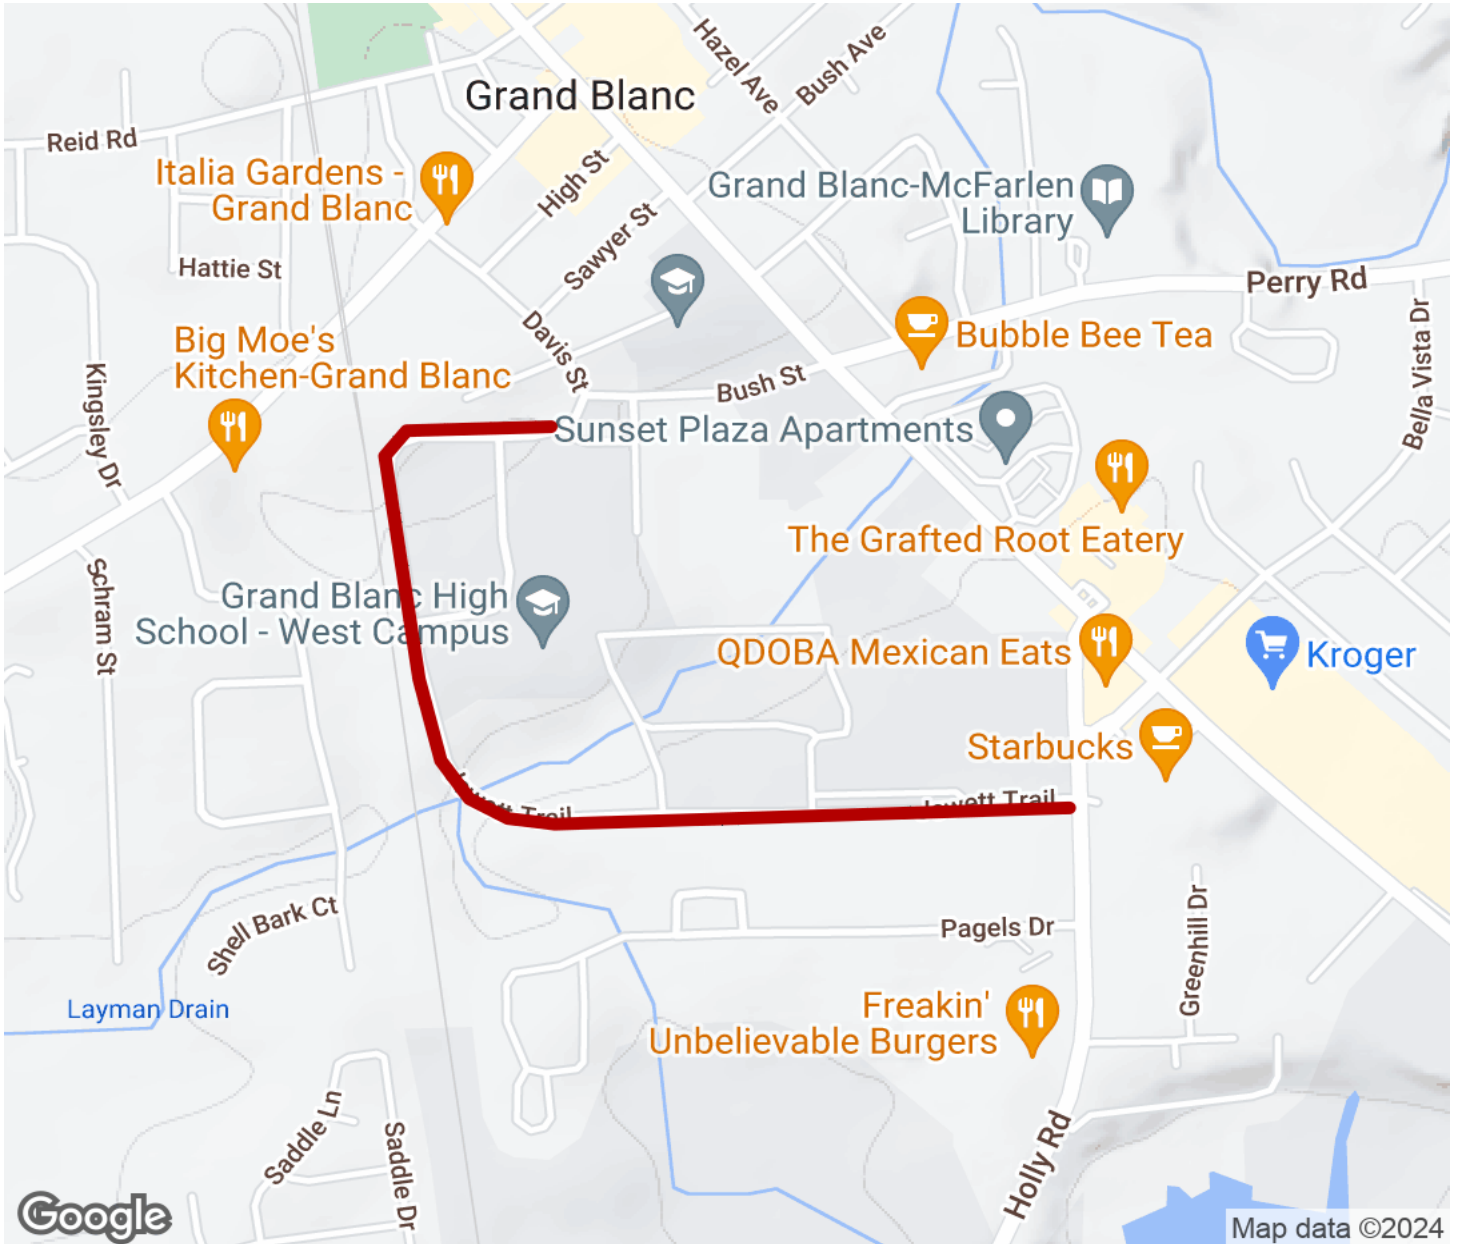 Hazel Ave
Bush Ave
Grand Blanc
Reid Rd
Italia Gardens -
Grand Blanc
High St
Grand Blanc-McFarlen
Library
Sawyer St
Hattie St
Perry Rd
Bella Vista Dr
Big Moe's
Kitchen-Grand Blanc
Davis St
Bubble Bee Tea
Bush St
Kingsley Dr
Sunset Plaza Apartments
The Grafted Root Eatery
Schram St
Grand Blanc High
School - West Campus
QDOBA Mexican Eats
Kroger
Starbucks
Trail
Jewett Trail
Shell Bark Ct
Pagels Dr
Greenhill Dr
Layman Drain
Freakin'
Unbelievable Burgers
Saddle Ln
Saddle Dr
Holly Rd
Google
Map data ©2024